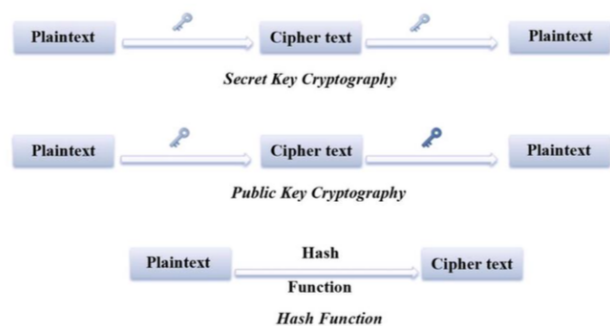 Plaintext Cipher text Plaintext
Secret Key Cryptography
Plaintext Cipher text Plaintext
Public Key Cryptography
Plaintext Hash Function Cipher text
Hash Function